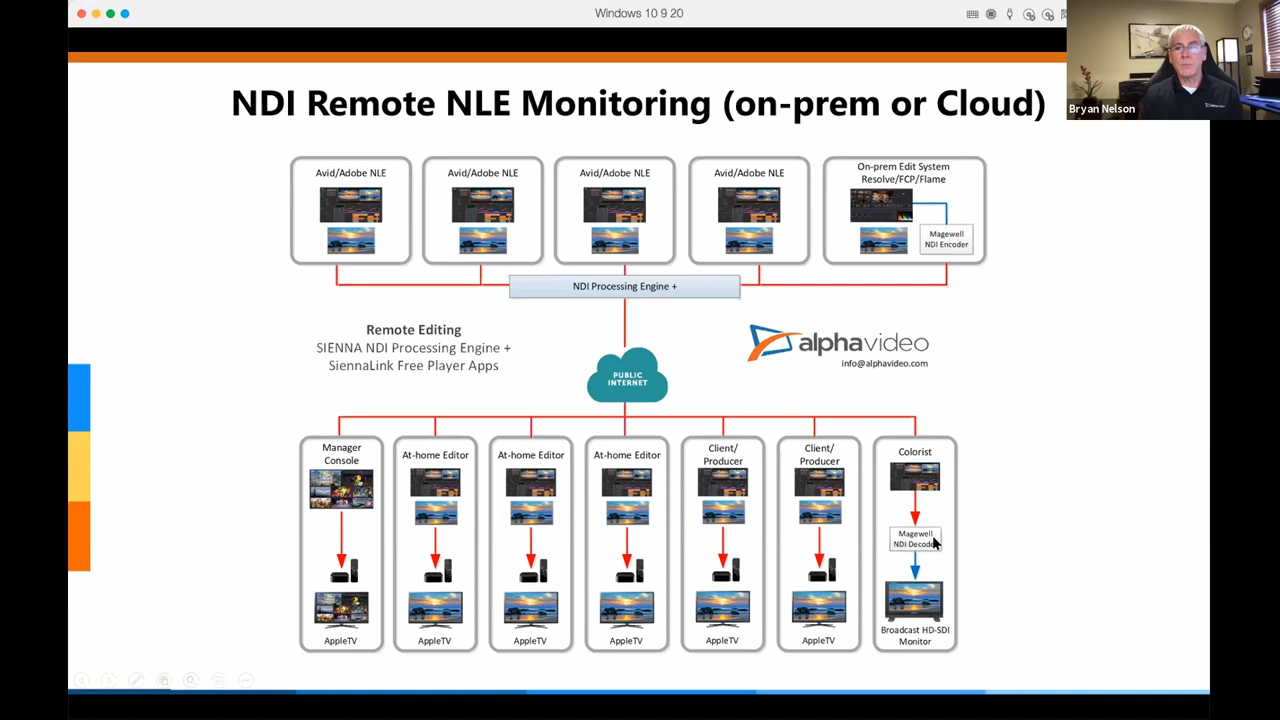 Windows 10 9 20
Bryan Nelson
NDI Remote NLE Monitoring (on-prem or Cloud)
Avid/Adobe NLE
Avid/Adobe NLE
Avid/Adobe NLE
Avid/Adobe NLE
On-prem Edit System
Resolve/FCP/Flame
Magewell
NDI Encoder
NDI Processing Engine +
Remote Editing
SIENNA NDI Processing Engine +
SiennaLink Free Player Apps
PUBLIC
INTERNET
alphavideo
info@alphavideo.com
Manager
Console
At-home Editor
At-home Editor
At-home Editor
Client/
Producer
Client/
Producer
Colorist
Magewell
NDI Decoder
AppleTV
AppleTV
AppleTV
AppleTV
AppleTV
AppleTV
Broadcast HD-SDI
Monitor